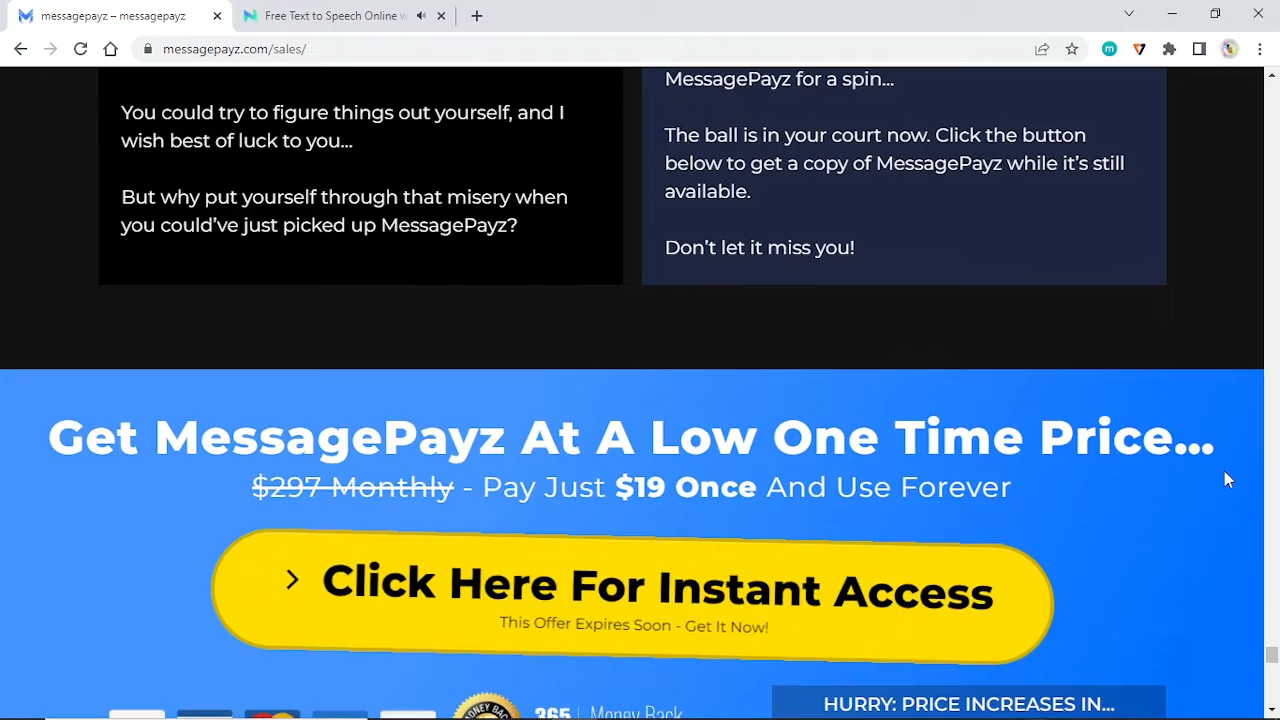 messagepayz – messagepayz
Free Text to Speech Online w
messagepayz.com/sales/
You could try to figure things out yourself, and I
wish best of luck to you...
But why put yourself through that misery when
you could've just picked up MessagePayz?
MessagePayz for a spin...
The ball is in your court now. Click the button
below to get a copy of MessagePayz while it's still
available.
Don't let it miss you!
Get MessagePayz At A Low One Time Price...
$297 Monthly - Pay Just $19 Once And Use Forever
Click Here For Instant Access
This Offer Expires Soon - Get It Now!
MONEY BACK
365 Money Back
HURRY: PRICE INCREASES IN...